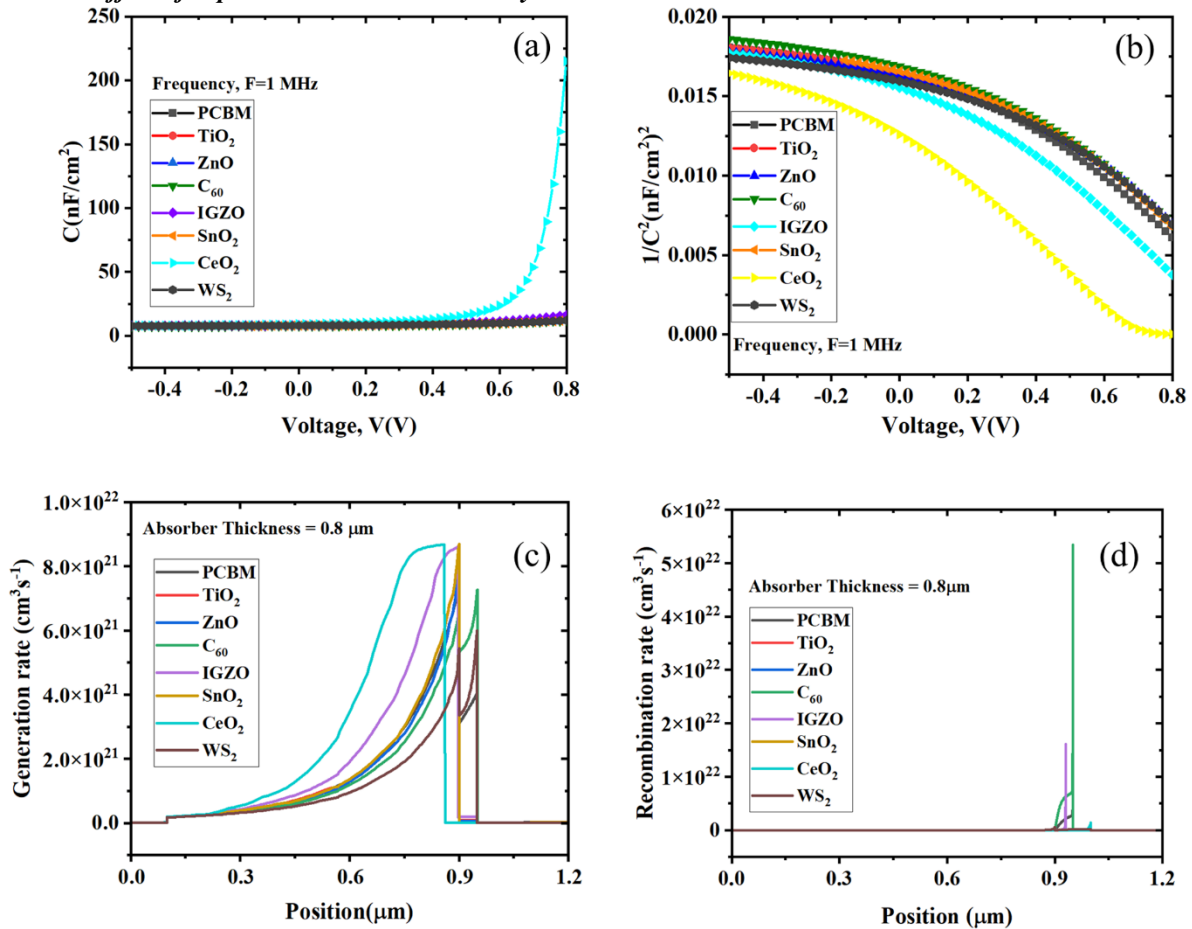 250
200
150
100
50
0
C(nF/cm²)
(a)
Frequency, F=1 MHz
PCBM
TiO₂
ZnO
C₆₀
IGZO
SnO₂
CeO₂
WS₂
-0.4 -0.2 0.0 0.2 0.4 0.6 0.8
Voltage, V(V)
0.020
0.015
0.010
0.005
0.000
1/C²(nF/cm²)²
(b)
PCBM
TiO₂
ZnO
C₆₀
IGZO
SnO₂
CeO₂
WS₂
Frequency, F=1 MHz
-0.4 -0.2 0.0 0.2 0.4 0.6 0.8
Voltage, V(V)
1.0×10²²
8.0×10²¹
6.0×10²¹
4.0×10²¹
2.0×10²¹
0.0
Generation rate (cm³s⁻¹)
(c)
Absorber Thickness = 0.8 μm
PCBM
TiO₂
ZnO
C₆₀
IGZO
SnO₂
CeO₂
WS₂
0.0 0.3 0.6 0.9 1.2
Position(μm)
6×10²²
5×10²²
4×10²²
3×10²²
2×10²²
1×10²²
0
Recombination rate (cm³s⁻¹)
(d)
Absorber Thickness = 0.8μm
PCBM
TiO₂
ZnO
C₆₀
IGZO
SnO₂
CeO₂
WS₂
0.0 0.3 0.6 0.9 1.2
Position (μm)